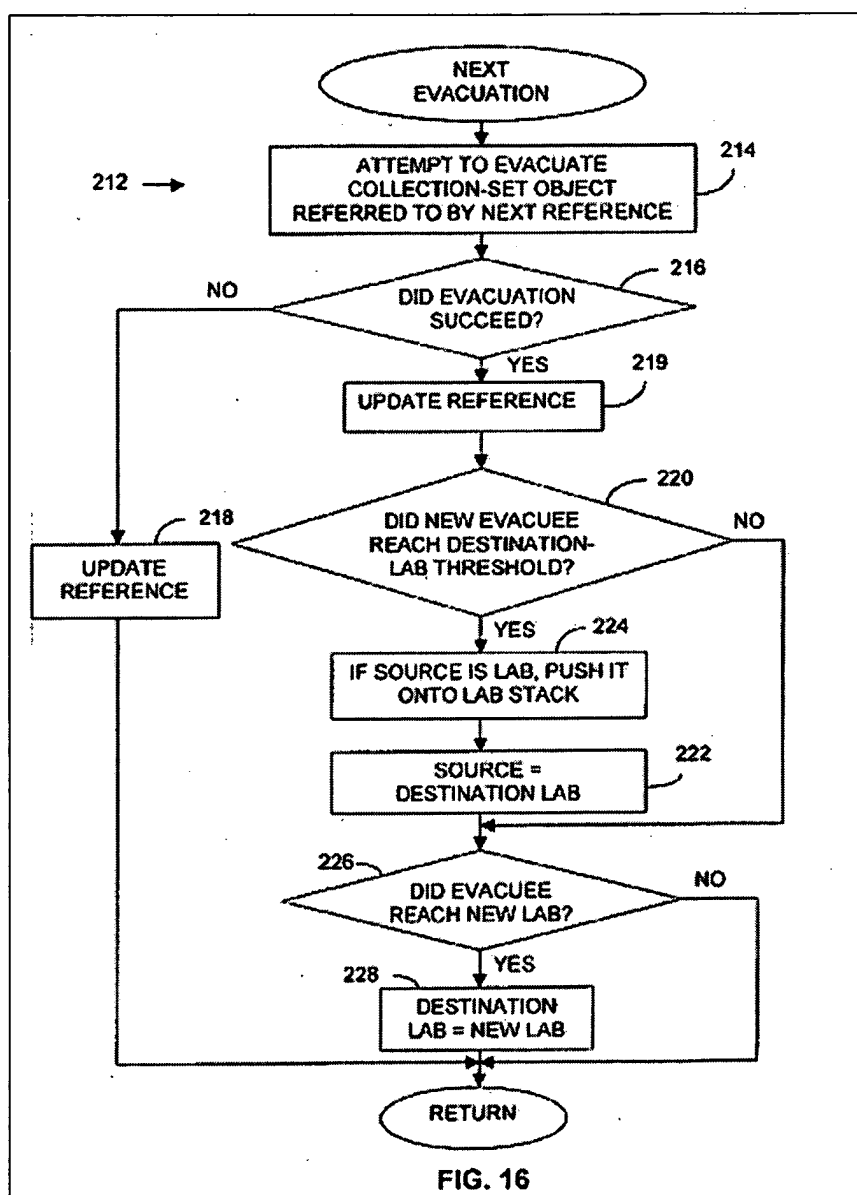 NEXT
EVACUATION
212
ATTEMPT TO EVACUATE
COLLECTION-SET OBJECT
REFERRED TO BY NEXT REFERENCE
214
216
NO
DID EVACUATION
SUCCEED?
YES
219
UPDATE REFERENCE
220
218
DID NEW EVACUEE
REACH DESTINATION-
LAB THRESHOLD?
NO
UPDATE
REFERENCE
YES
224
IF SOURCE IS LAB, PUSH IT
ONTO LAB STACK
222
SOURCE =
DESTINATION LAB
226
NO
DID EVACUEE
REACH NEW LAB?
YES
228
DESTINATION
LAB = NEW LAB
RETURN
FIG. 16